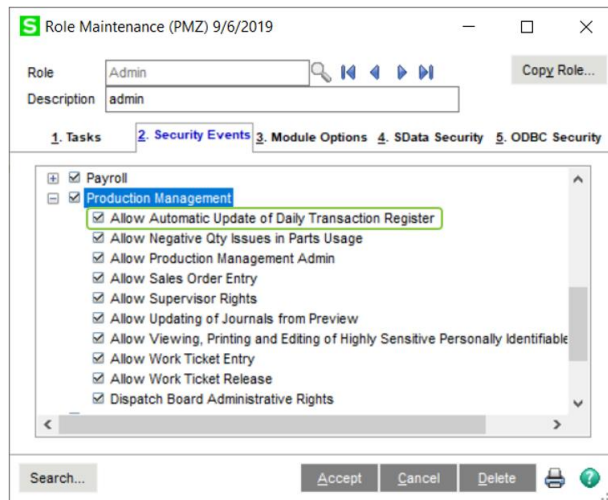 S Role Maintenance (PMZ) 9/6/2019
Role Admin Copy Role...
Description admin
1. Tasks 2. Security Events 3. Module Options 4. SData Security 5. ODBC Security
Payroll
Production Management
Allow Automatic Update of Daily Transaction Register
Allow Negative Qty Issues in Parts Usage
Allow Production Management Admin
Allow Sales Order Entry
Allow Supervisor Rights
Allow Updating of Journals from Preview
Allow Viewing, Printing and Editing of Highly Sensitive Personally Identifiable
Allow Work Ticket Entry
Allow Work Ticket Release
Dispatch Board Administrative Rights
Search... Accept Cancel Delete ?